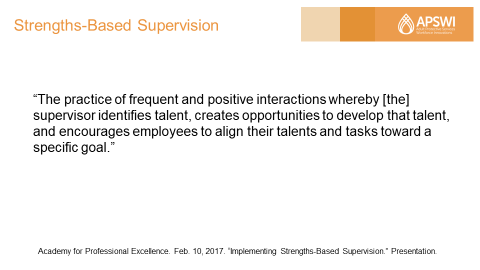 Strengths-Based Supervision
APSWI
“The practice of frequent and positive interactions whereby [the]
supervisor identifies talent, creates opportunities to develop that talent,
and encourages employees to align their talents and tasks toward a
specific goal.”
Academy for Professional Excellence. Feb. 10, 2017. “Implementing Strengths-Based Supervision.” Presentation.